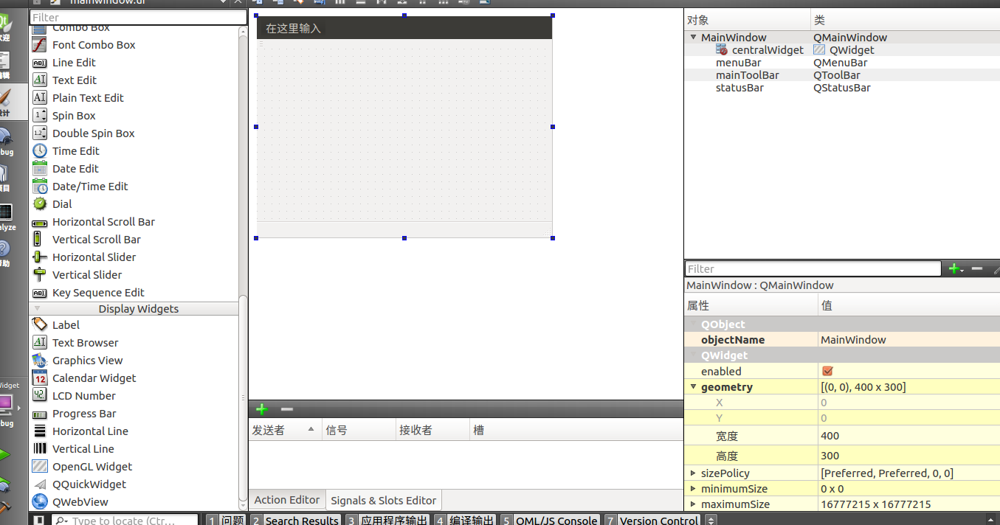 mainwindow.ui
Filter
Combo Box
Font Combo Box
Line Edit
Text Edit
Plain Text Edit
Spin Box
Double Spin Box
Time Edit
Date Edit
Date/Time Edit
Dial
Horizontal Scroll Bar
Vertical Scroll Bar
Horizontal Slider
Vertical Slider
Key Sequence Edit
Display Widgets
Label
Text Browser
Graphics View
Calendar Widget
LCD Number
Progress Bar
Horizontal Line
Vertical Line
OpenGL Widget
QQuickWidget
QWebView
在这里输入
发送者 信号 接收者 槽
Action Editor Signals & Slots Editor
对象 类
MainWindow QMainWindow
centralWidget QWidget
menuBar QMenuBar
mainToolBar QToolBar
statusBar QStatusBar
Filter
MainWindow : QMainWindow
属性 值
QObject
objectName MainWindow
QWidget
enabled
geometry [(0, 0), 400 x 300]
X 0
Y 0
宽度 400
高度 300
sizePolicy [Preferred, Preferred, 0, 0]
minimumSize 0 x 0
maximumSize 16777215 x 16777215
Type to locate (Ctr...
1 问题 2 Search Results 3 应用程序输出 4 编译输出 5 QML/JS Console 7 Version Control